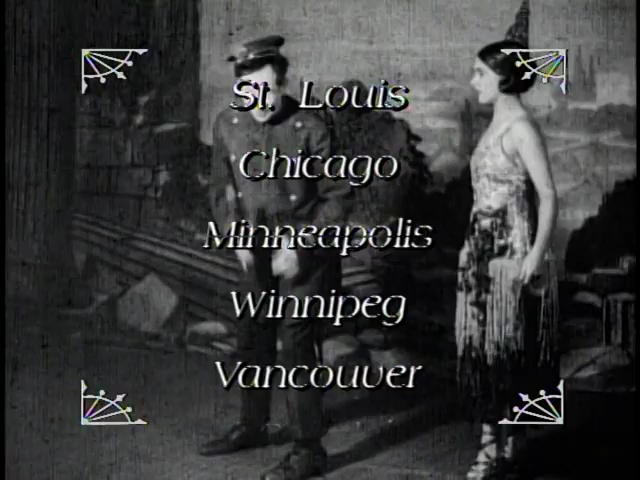 St. Louis
Chicago
Minneapolis
Winnipeg
Vancouver